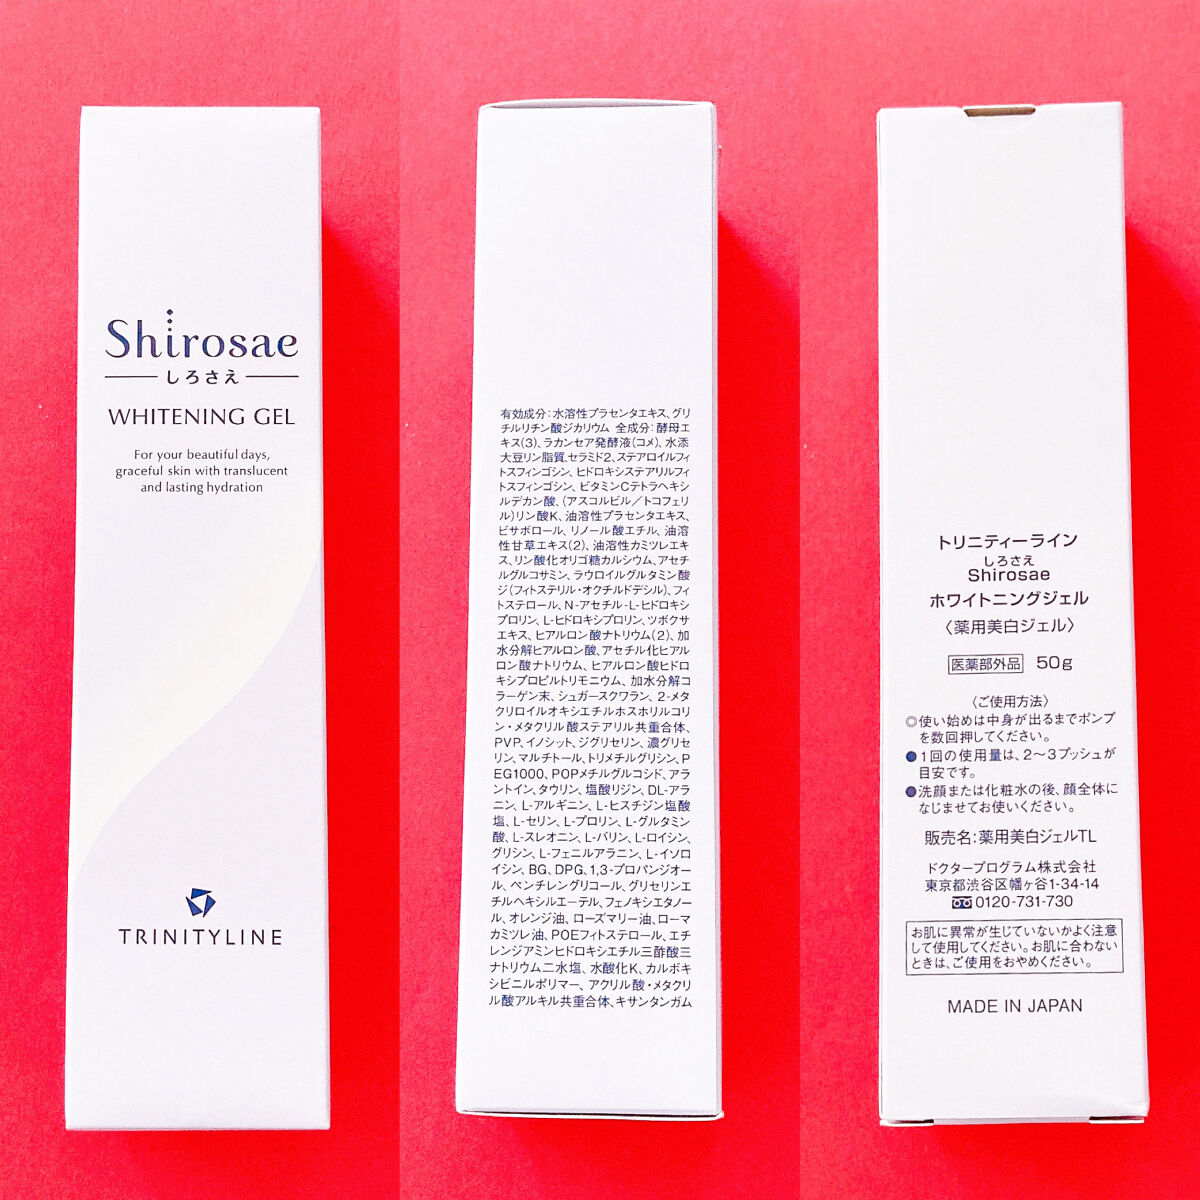 Shirosae
しろさえ
WHITENING GEL
For your beautiful days,
graceful skin with translucent
and lasting hydration
TRINITYLINE
有効成分：水溶性プラセンタエキス、グリ
チルリチン酸ジカリウム 全成分：酵母エ
キス(3)、ラカンセア発酵液(コメ)、水添
大豆リン脂質、セラミド2、ステアロイルフィ
トスフィンゴシン、ヒドロキシステアリルフィ
トスフィンゴシン、ビタミンCテトラヘキシ
ルデカン酸、(アスコルビル／トコフェリ
ル)リン酸K、油溶性プラセンタエキス、
ビサボロール、リノール酸エチル、油溶
性甘草エキス(2)、油溶性カミツレエキ
ス、リン酸化オリゴ糖カルシウム、アセチ
ルグルコサミン、ラウロイルグルタミン酸
ジ(フィトステリル・オクチルドデシル)、フィ
トステロール、N-アセチル-L-ヒドロキシ
プロリン、L-ヒドロキシプロリン、ツボクサ
エキス、ヒアルロン酸ナトリウム(2)、加
水分解ヒアルロン酸、アセチル化ヒアル
ロン酸ナトリウム、ヒアルロン酸ヒドロ
キシプロピルトリモニウム、加水分解コ
ラーゲン末、シュガースクワラン、2-メタ
クリロイルオキシエチルホスホリルコリ
ン・メタクリル酸ステアリル共重合体、
PVP、イノシット、ジグリセリン、濃グリセ
リン、マルチトール、トリメチルグリシン、P
EG1000、POPメチルグルコシド、アラ
ントイン、タウリン、塩酸リジン、DL-アラ
ニン、L-アルギニン、L-ヒスチジン塩酸
塩、L-セリン、L-プロリン、L-グルタミン
酸、L-スレオニン、L-バリン、L-ロイシン、
グリシン、L-フェニルアラニン、L-イソロ
イシン、BG、DPG、1,3-プロパンジオー
ル、ペンチレングリコール、グリセリンエ
チルヘキシルエーテル、フェノキシエタノー
ル、オレンジ油、ローズマリー油、ローマ
カミツレ油、POEフィトステロール、エチ
レンジアミンヒドロキシエチル三酢酸三
ナトリウム二水塩、水酸化K、カルボキ
シビニルポリマー、アクリル酸・メタクリ
ル酸アルキル共重合体、キサンタンガム
トリニティーライン
しろさえ
Shirosae
ホワイトニングジェル
〈薬用美白ジェル〉
医薬部外品 50g
〈ご使用方法〉
◎使い始めは中身が出るまでポンプ
を数回押してください。
●1回の使用量は、2〜3プッシュが
目安です。
●洗顔または化粧水の後、顔全体に
なじませてお使いください。
販売名：薬用美白ジェルTL
ドクタープログラム株式会社
東京都渋谷区幡ヶ谷1-34-14
0120-731-730
お肌に異常が生じていないかよく注意
して使用してください。お肌に合わない
ときは、ご使用をおやめください。
MADE IN JAPAN